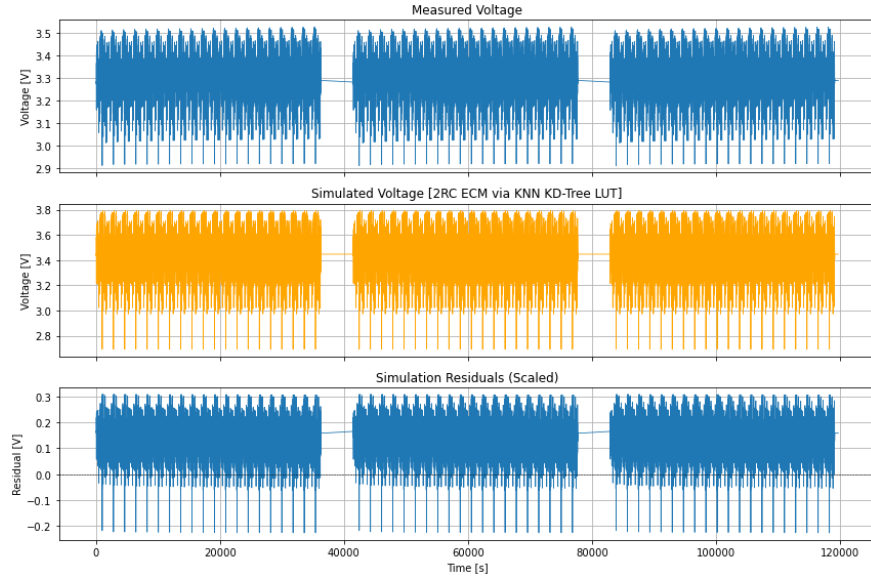 Measured Voltage
Voltage [V]
3.5
3.4
3.3
3.2
3.1
3.0
2.9
Simulated Voltage [2RC ECM via KNN KD-Tree LUT]
Voltage [V]
3.8
3.6
3.4
3.2
3.0
2.8
Simulation Residuals (Scaled)
Residual [V]
0.3
0.2
0.1
0.0
−0.1
−0.2
0 20000 40000 60000 80000 100000 120000
Time [s]